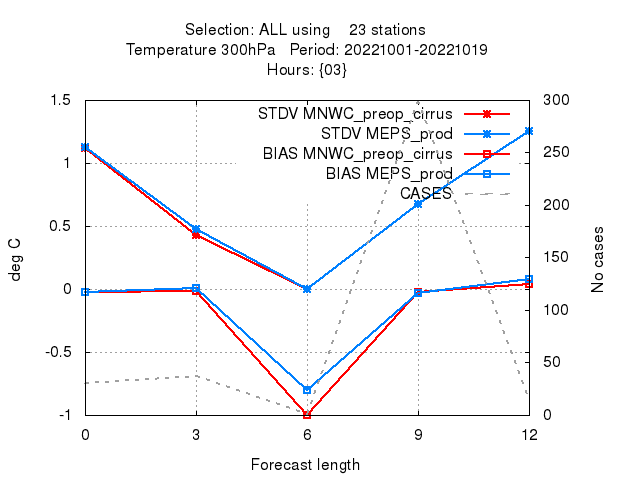 Selection: ALL using 23 stations
Temperature 300hPa Period: 20221001-20221019
Hours: {03}
STDV MNWC_preop_cirrus
STDV MEPS_prod
BIAS MNWC_preop_cirrus
BIAS MEPS_prod
CASES
deg C
1.5
1
0.5
0
-0.5
-1
300
250
200
150
100
50
0
No cases
0 3 6 9 12
Forecast length